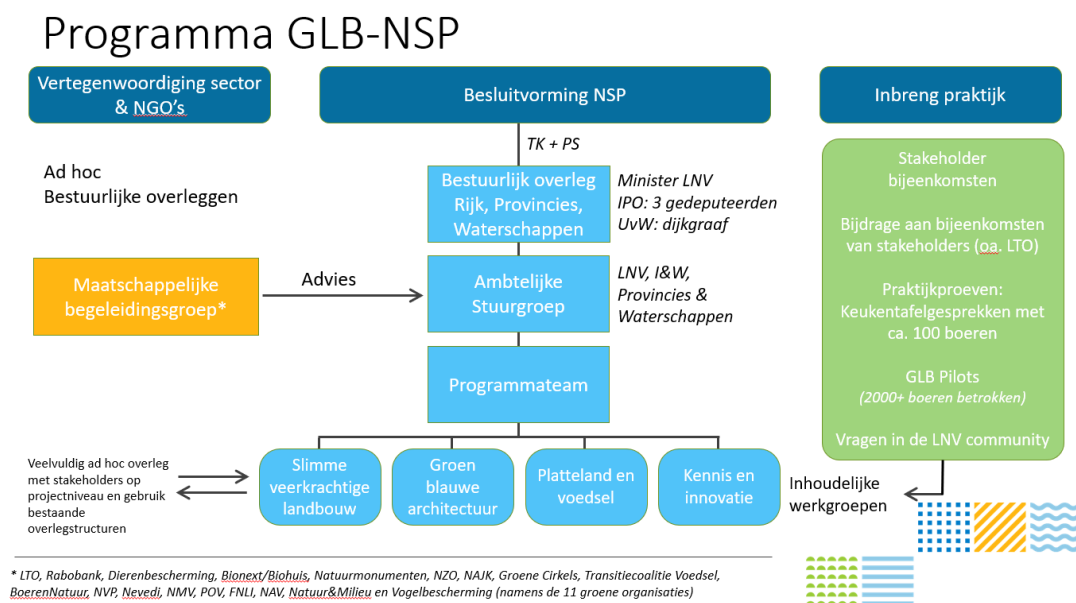 Programma GLB-NSP
Vertegenwoordiging sector
& NGO's
Besluitvorming NSP
Inbreng praktijk
Ad hoc
Bestuurlijke overleggen
TK + PS
Bestuurlijk overleg
Rijk, Provincies,
Waterschappen
Minister LNV
IPO: 3 gedeputeerden
UvW: dijkgraaf
Maatschappelijke
begeleidingsgroep*
Advies
Ambtelijke
Stuurgroep
LNV, I&W,
Provincies &
Waterschappen
Programmateam
Stakeholder
bijeenkomsten
Bijdrage aan bijeenkomsten
van stakeholders (oa. LTO)
Praktijkproeven:
Keukentafelgesprekken met
ca. 100 boeren
GLB Pilots
(2000+ boeren betrokken)
Vragen in de LNV community
Veelvuldig ad hoc overleg
met stakeholders op
projectniveau en gebruik
bestaande
overlegstructuren
Slimme
veerkrachtige
landbouw
Groen
blauwe
architectuur
Platteland en
voedsel
Kennis en
innovatie
Inhoudelijke
werkgroepen
* LTO, Rabobank, Dierenbescherming, Bionext/Biohuis, Natuurmonumenten, NZO, NAJK, Groene Cirkels, Transitiecoalitie Voedsel,
BoerenNatuur, NVP, Nevedi, NMV, POV, FNLI, NAV, Natuur&Milieu en Vogelbescherming (namens de 11 groene organisaties)